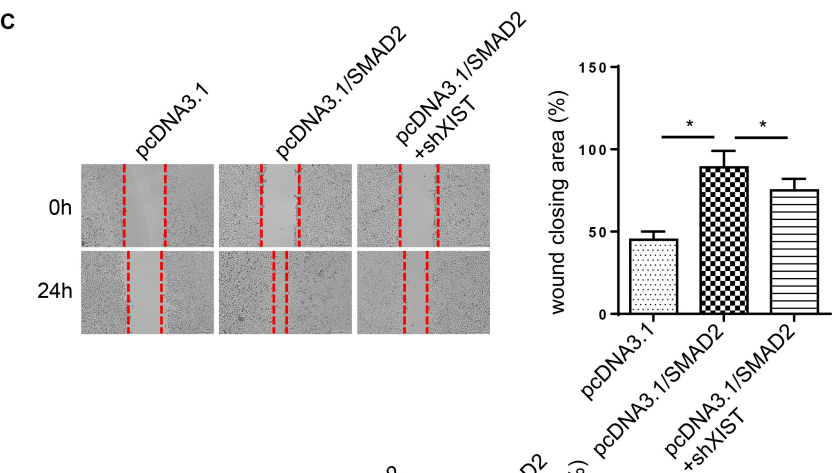 C
pcDNA3.1
pcDNA3.1/SMAD2
pcDNA3.1/SMAD2
+shXIST
0h
24h
wound closing area (%)
150
100
50
0
*
*
pcDNA3.1
pcDNA3.1/SMAD2
pcDNA3.1/SMAD2
+shXIST
D2
%)